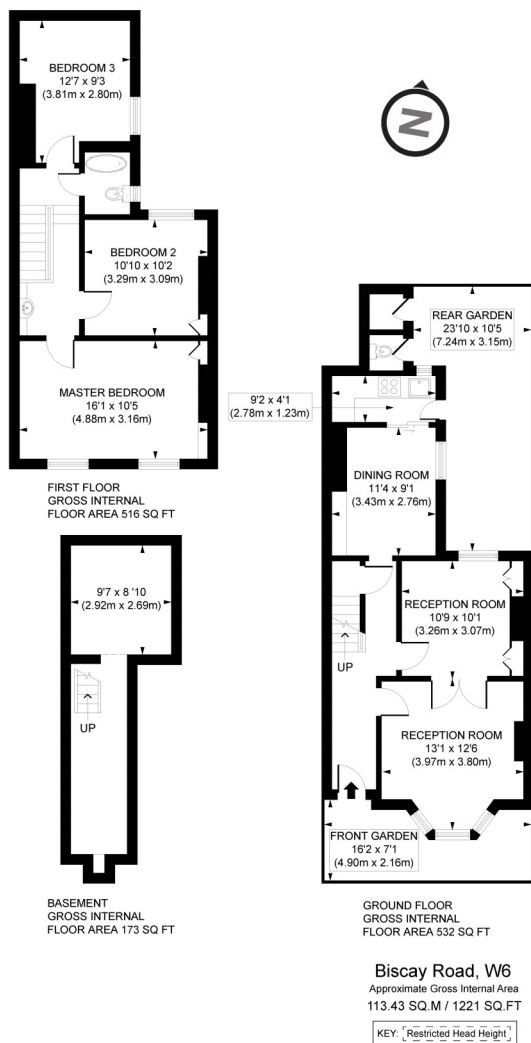 BEDROOM 3
12'7 x 9'3
(3.81m x 2.80m)
N
BEDROOM 2
10'10 x 10'2
(3.29m x 3.09m)
MASTER BEDROOM
16'1 x 10'5
(4.88m x 3.16m)
FIRST FLOOR
GROSS INTERNAL
FLOOR AREA 516 SQ FT
REAR GARDEN
23'10 x 10'5
(7.24m x 3.15m)
9'2 x 4'1
(2.78m x 1.23m)
DINING ROOM
11'4 x 9'1
(3.43m x 2.76m)
RECEPTION ROOM
10'9 x 10'1
(3.26m x 3.07m)
UP
RECEPTION ROOM
13'1 x 12'6
(3.97m x 3.80m)
FRONT GARDEN
16'2 x 7'1
(4.90m x 2.16m)
9'7 x 8 '10
(2.92m x 2.69m)
UP
BASEMENT
GROSS INTERNAL
FLOOR AREA 173 SQ FT
GROUND FLOOR
GROSS INTERNAL
FLOOR AREA 532 SQ FT
Biscay Road, W6
Approximate Gross Internal Area
113.43 SQ.M / 1221 SQ.FT
KEY: Restricted Head Height